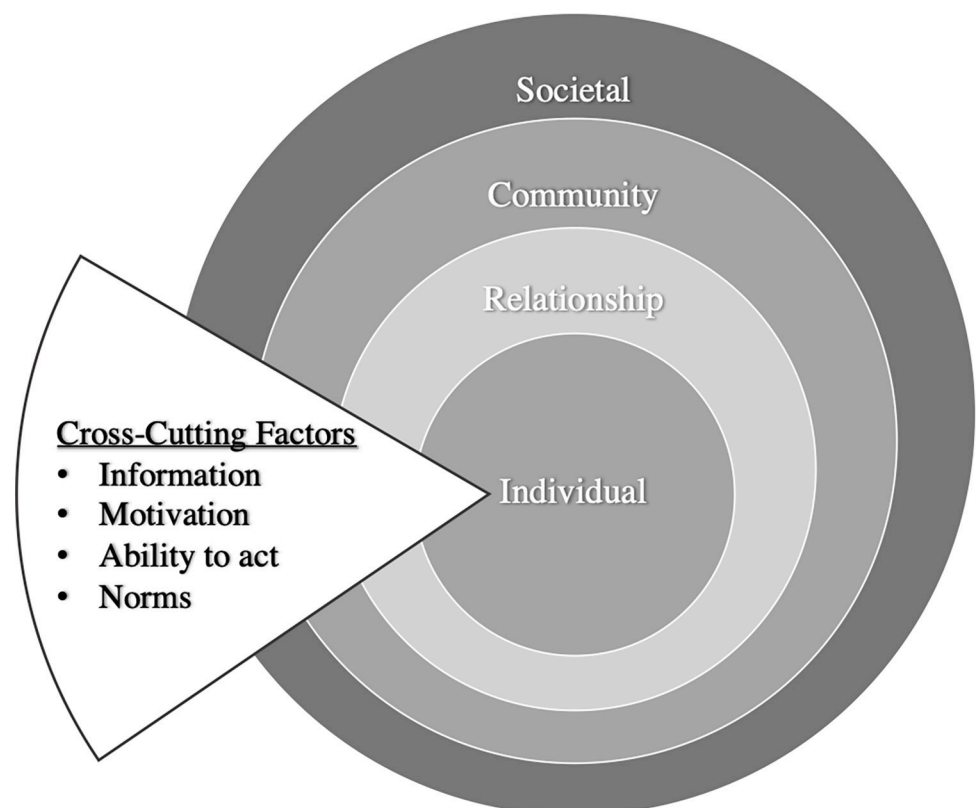 Societal
Community
Relationship
Individual
Cross-Cutting Factors
• Information
• Motivation
• Ability to act
• Norms